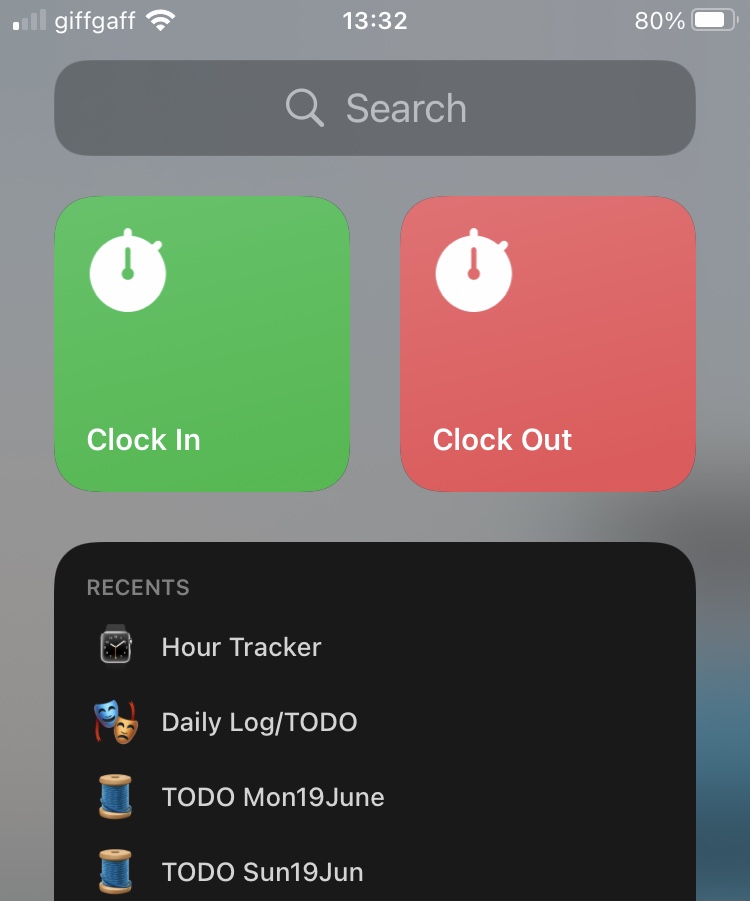 giffgaff 13:32 80%
Search
Clock In Clock Out
RECENTS
Hour Tracker
Daily Log/TODO
TODO Mon19June
TODO Sun19Jun